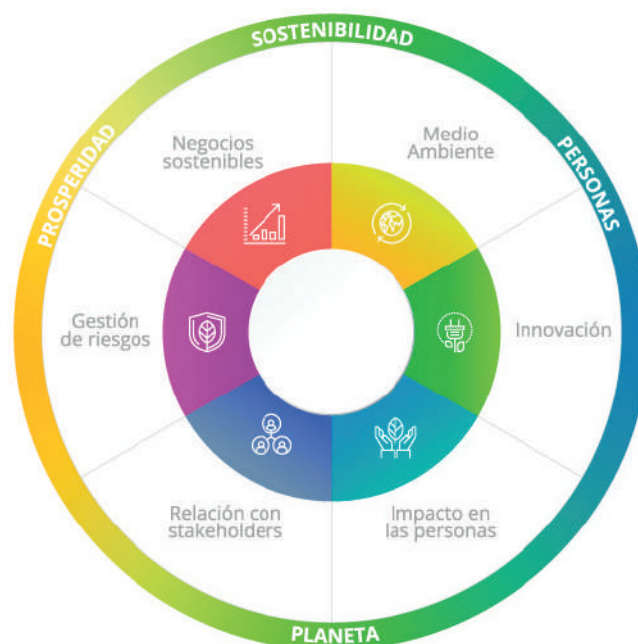 SOSTENIBILIDAD
PROSPERIDAD
PERSONAS
Negocios
sostenibles
Medio
Ambiente
Gestión
de riesgos
Innovación
Relación con
stakeholders
Impacto en
las personas
PLANETA